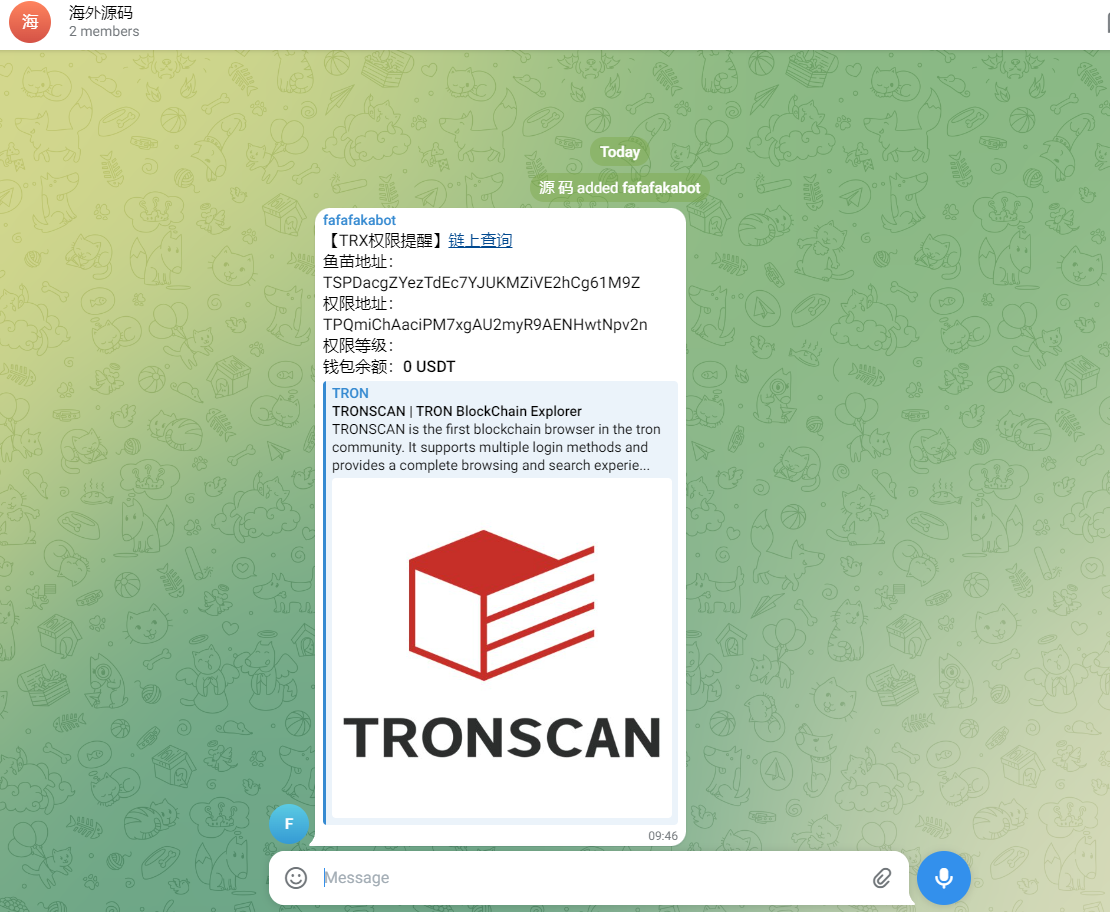 海
海外源码
2 members
Today
源 码 added fafafakabot
fafafakabot
【TRX权限提醒】链上查询
鱼苗地址：
TSPDacgZYezTdEc7YJUKMZiVE2hCg61M9Z
权限地址：
TPQmiChAaciPM7xgAU2myR9AENHwtNpv2n
权限等级：
钱包余额：0 USDT
TRON
TRONSCAN | TRON BlockChain Explorer
TRONSCAN is the first blockchain browser in the tron
community. It supports multiple login methods and
provides a complete browsing and search experie...
TRONSCAN
09:46
F
Message